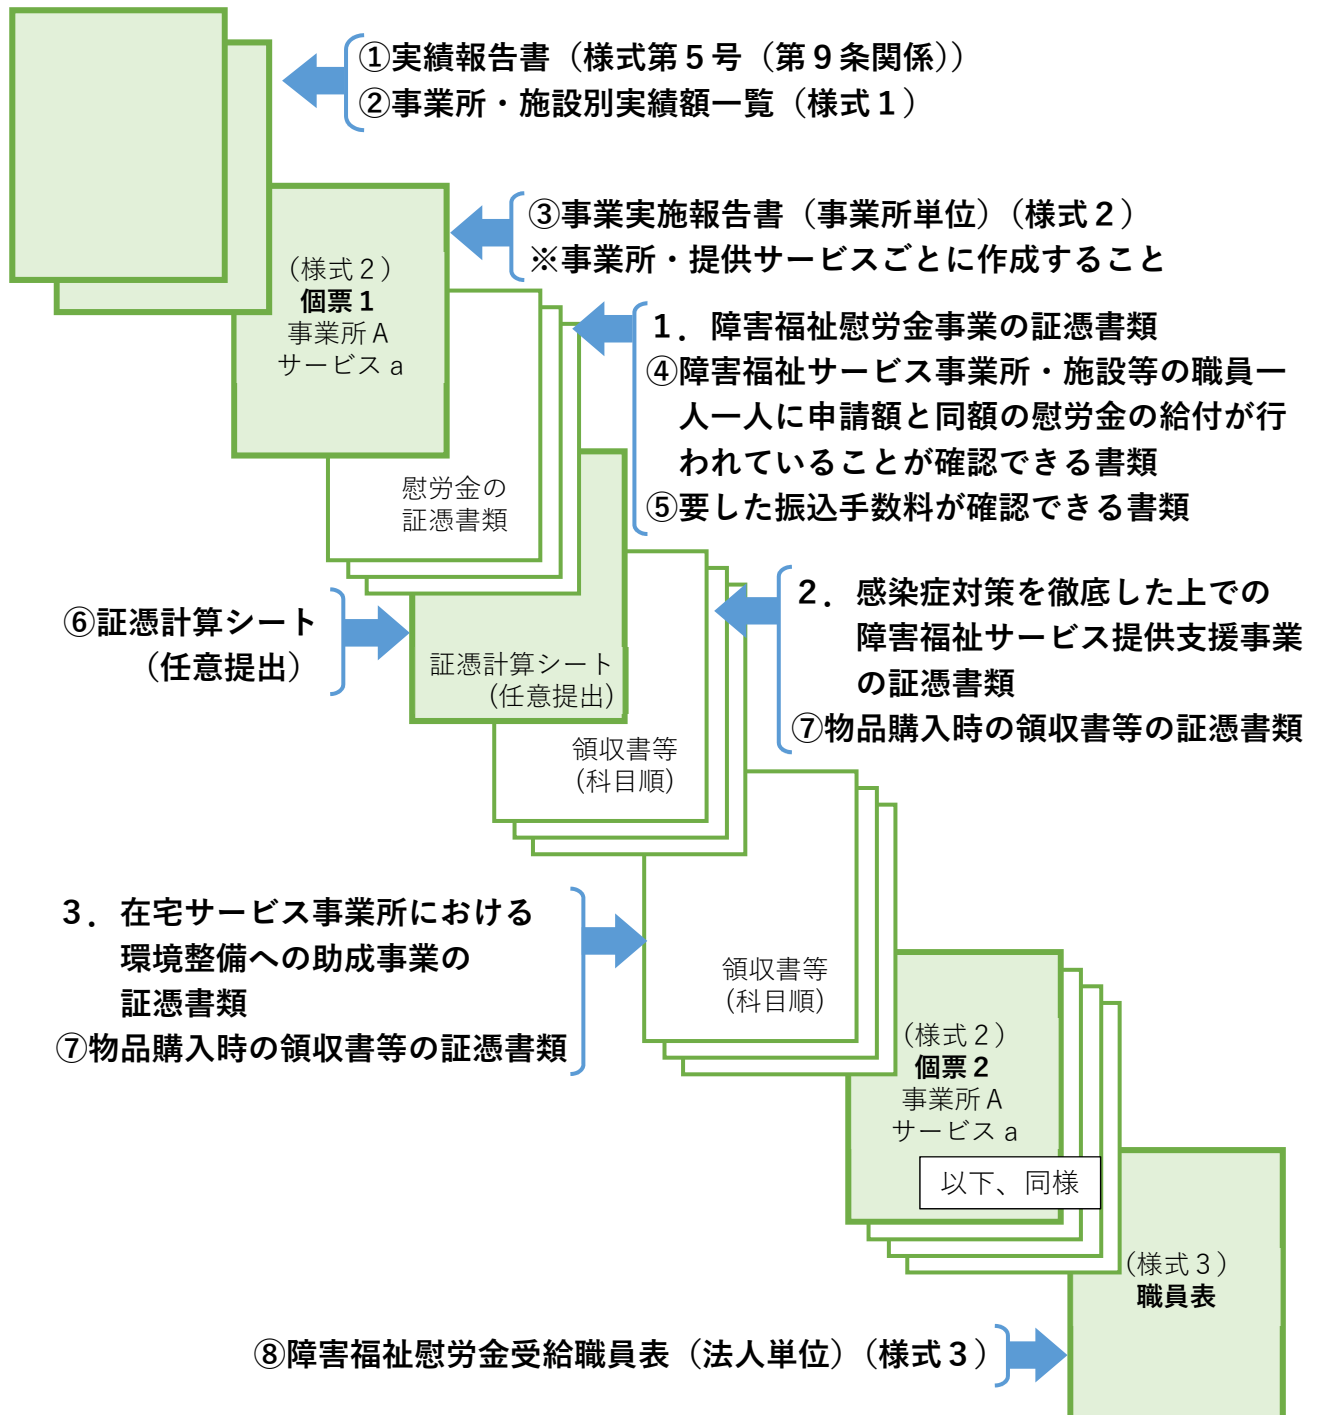 ①実績報告書（様式第５号（第９条関係））
②事業所・施設別実績額一覧（様式１）
③事業実施報告書（事業所単位）（様式２）
※事業所・提供サービスごとに作成すること
（様式２）
個票１
事業所Ａ
サービスａ
１．障害福祉慰労金事業の証憑書類
④障害福祉サービス事業所・施設等の職員一
人一人に申請額と同額の慰労金の給付が行
われていることが確認できる書類
⑤要した振込手数料が確認できる書類
慰労金の
証憑書類
⑥証憑計算シート
（任意提出）
証憑計算シート
(任意提出)
２．感染症対策を徹底した上での
障害福祉サービス提供支援事業
の証憑書類
⑦物品購入時の領収書等の証憑書類
領収書等
(科目順)
３．在宅サービス事業所における
環境整備への助成事業の
証憑書類
⑦物品購入時の領収書等の証憑書類
領収書等
(科目順)
（様式２）
個票２
事業所Ａ
サービスａ
以下、同様
（様式３）
職員表
⑧障害福祉慰労金受給職員表（法人単位）（様式３）